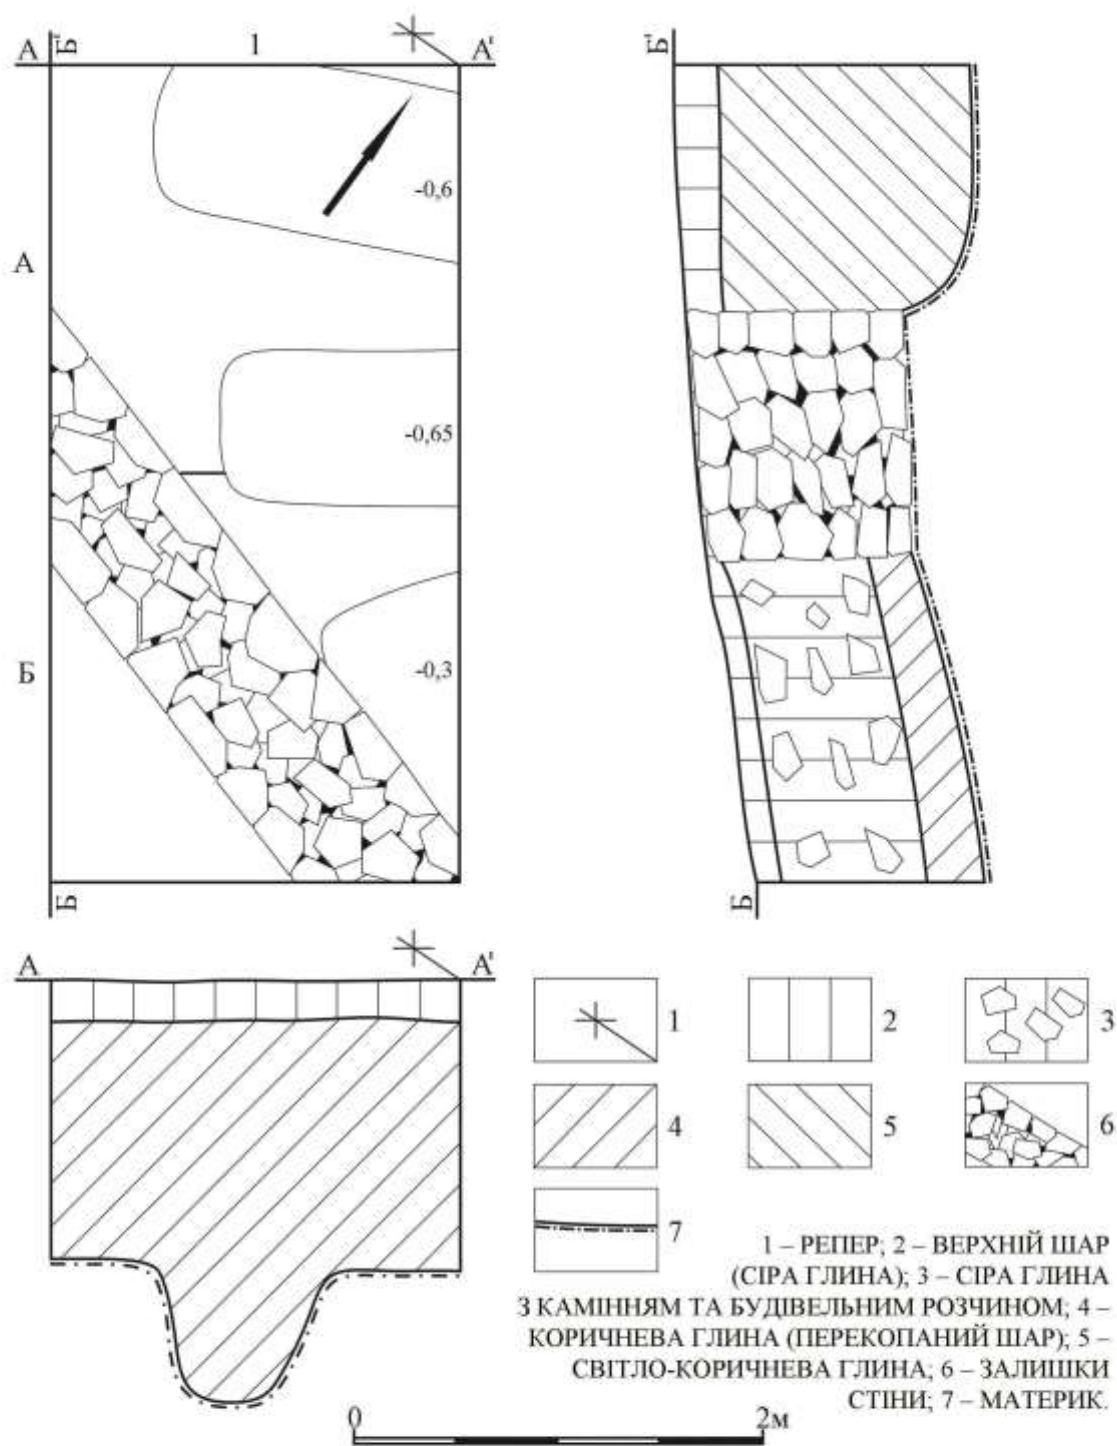 А
Б'
1
А'
-0,6
А
-0,65
Б
-0,3
Б
Б'
Б
А
А'
1
2
3
4
5
6
7
1 – РЕПЕР; 2 – ВЕРХНІЙ ШАР
(СІРА ГЛИНА); 3 – СІРА ГЛИНА
З КАМІННЯМ ТА БУДІВЕЛЬНИМ РОЗЧИНОМ; 4 –
КОРИЧНЕВА ГЛИНА (ПЕРЕКОПАНИЙ ШАР); 5 –
СВІТЛО-КОРИЧНЕВА ГЛИНА; 6 – ЗАЛИШКИ
СТІНИ; 7 – МАТЕРИК.
0
2м